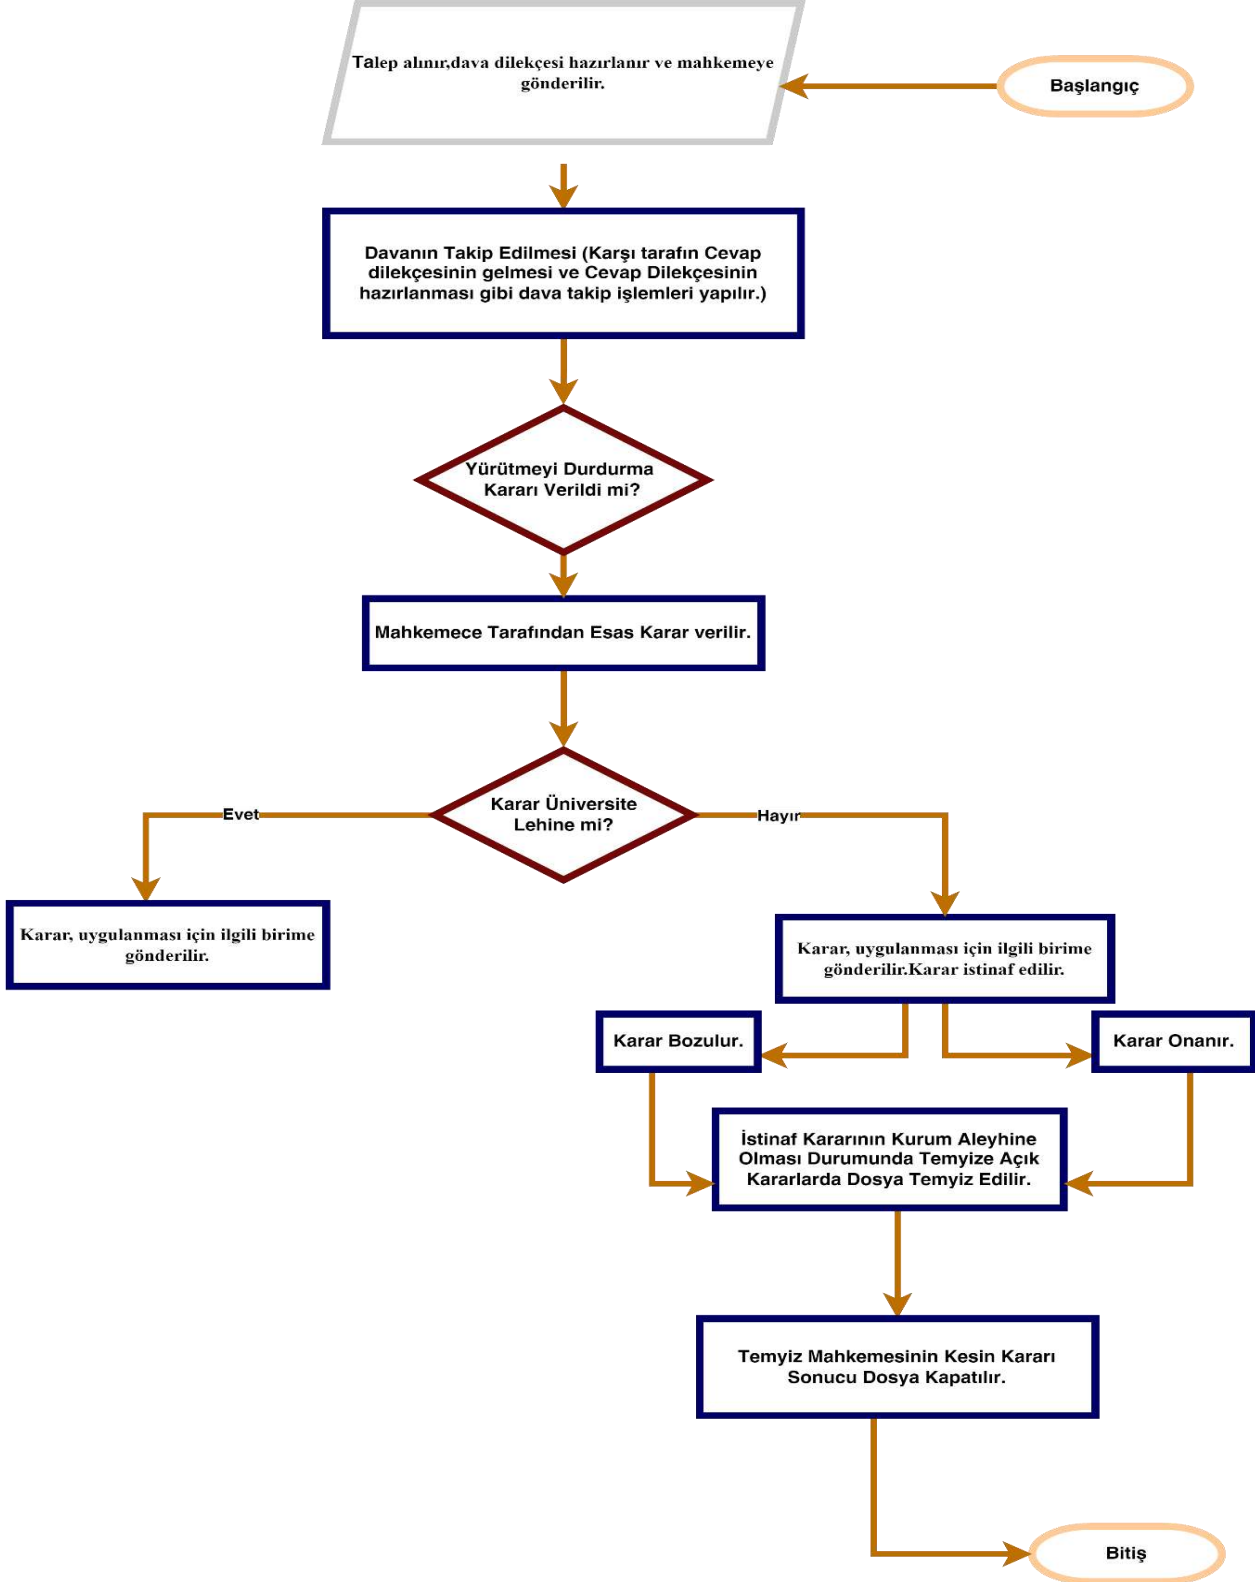 Talep alınır,dava dilekçesi hazırlanır ve mahkemeye
gönderilir.
Başlangıç
Davanın Takip Edilmesi (Karşı tarafın Cevap
dilekçesinin gelmesi ve Cevap Dilekçesinin
hazırlanması gibi dava takip işlemleri yapılır.)
Yürütmeyi Durdurma
Kararı Verildi mi?
Mahkemece Tarafından Esas Karar verilir.
Karar Üniversite
Lehine mi?
Evet
Hayır
Karar, uygulanması için ilgili birime
gönderilir.
Karar, uygulanması için ilgili birime
gönderilir.Karar istinaf edilir.
Karar Bozulur.
Karar Onanır.
İstinaf Kararının Kurum Aleyhine
Olması Durumunda Temyize Açık
Kararlarda Dosya Temyiz Edilir.
Temyiz Mahkemesinin Kesin Kararı
Sonucu Dosya Kapatılır.
Bitiş